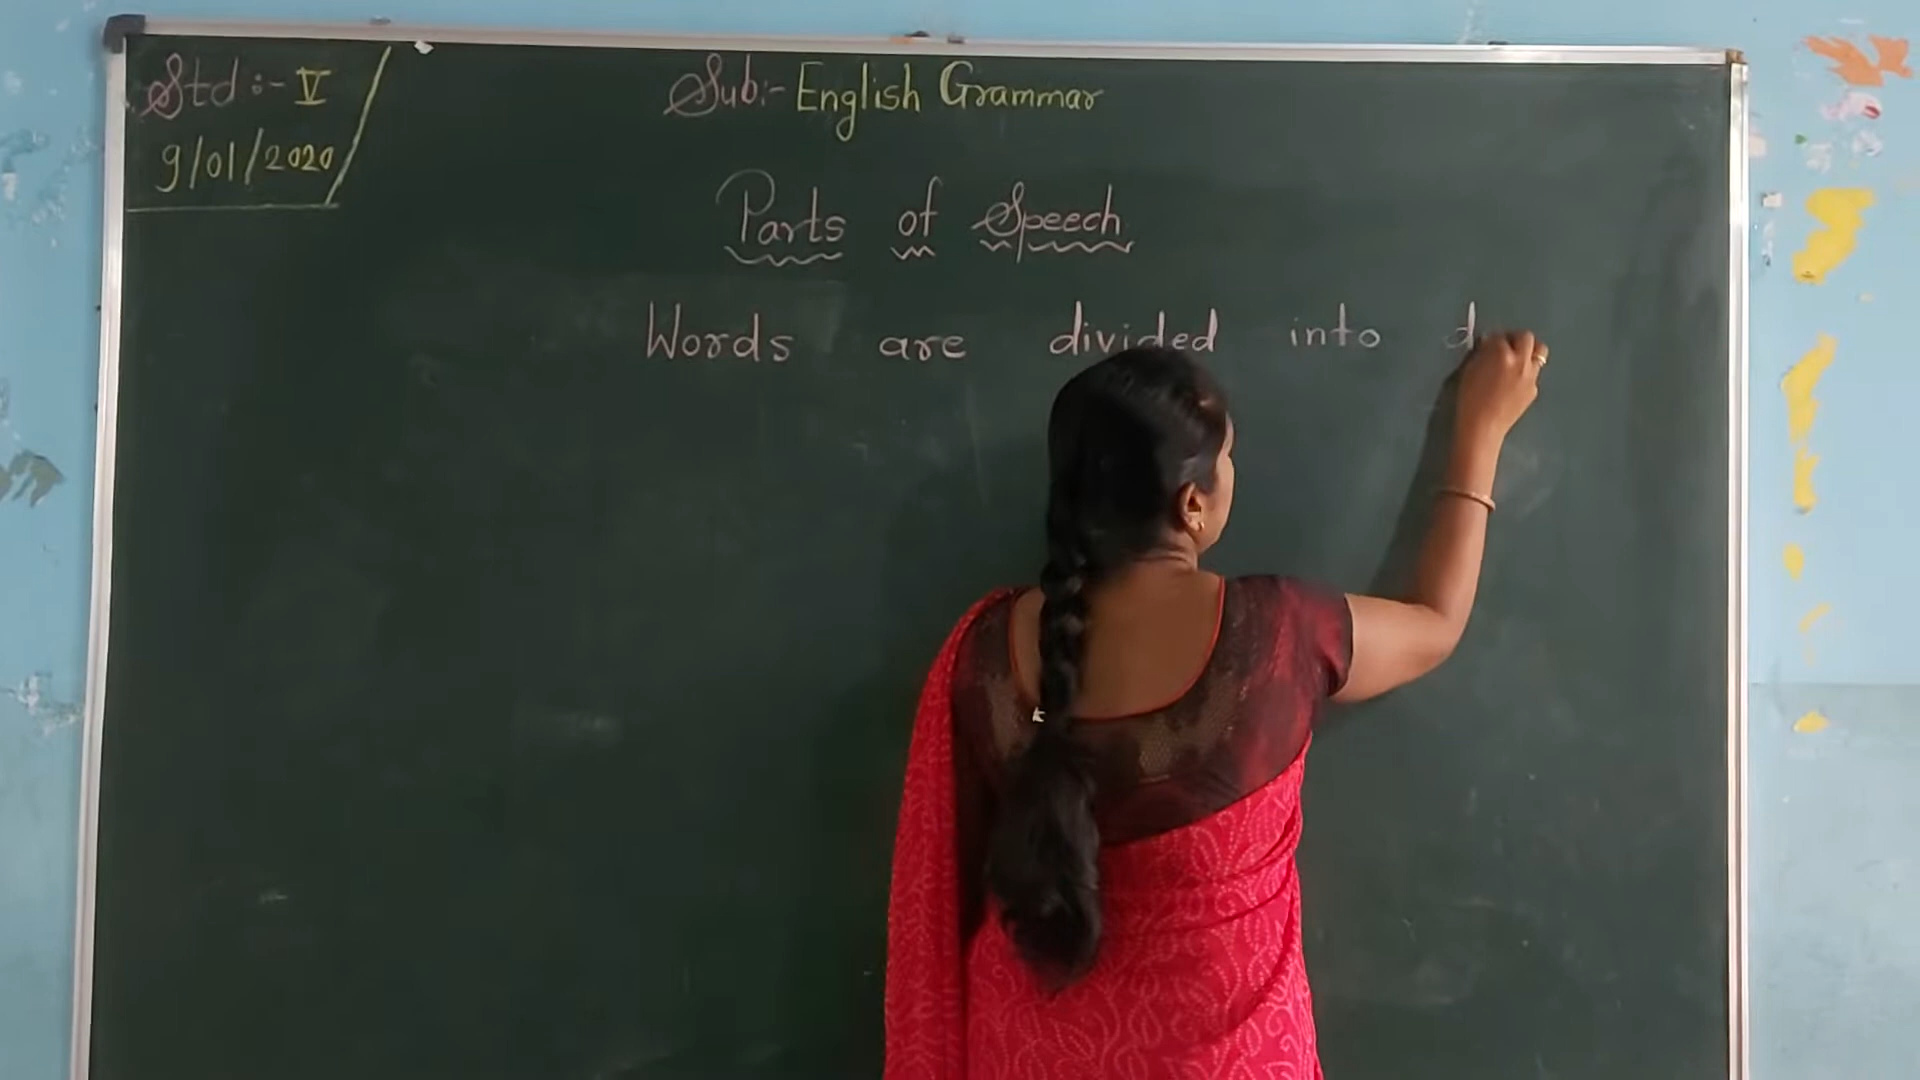 Std:- V
Sub:- English Grammar
9/01/2020
Parts of Speech
Words are divided into